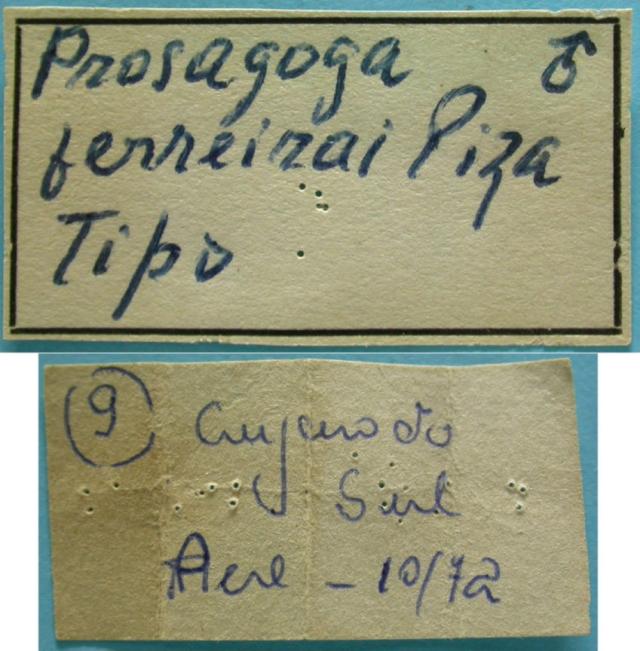 Prosagoga ♂
ferreirai Piza
Tipo
9 Cruzeiro do
Sul
Acre - 10/72